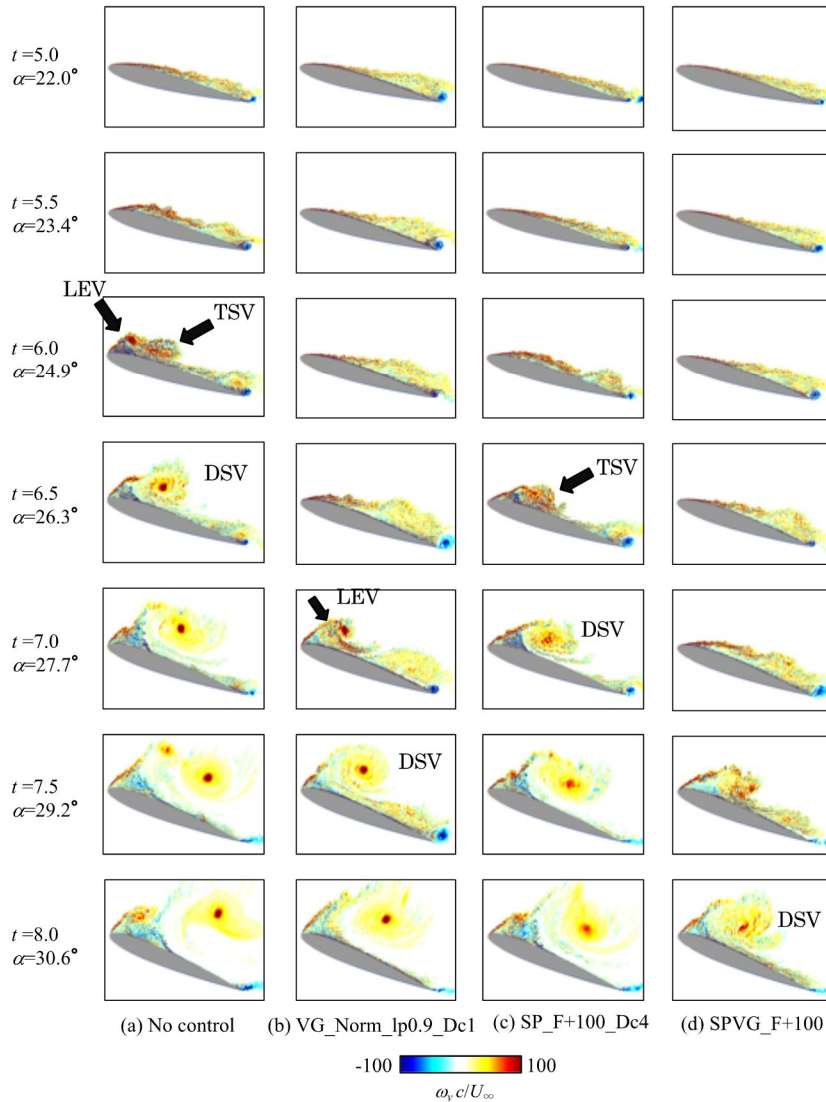 t=5.0
α=22.0°
t=5.5
α=23.4°
LEV
TSV
t=6.0
α=24.9°
DSV
TSV
t=6.5
α=26.3°
LEV
DSV
t=7.0
α=27.7°
DSV
t=7.5
α=29.2°
DSV
t=8.0
α=30.6°
(a) No control (b) VG_Norm_lp0.9_Dc1 (c) SP_F+100_Dc4 (d) SPVG_F+100
-100 100
ω_y c/U_∞